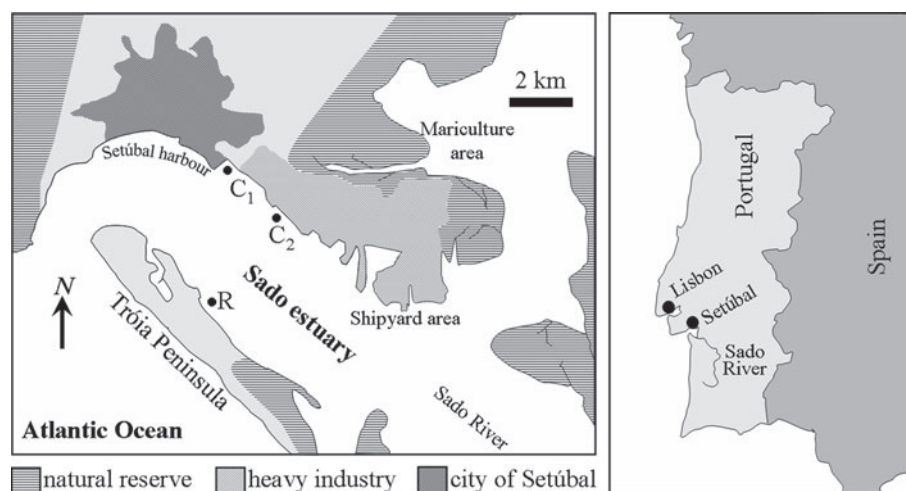 2 km
Mariculture
area
Setúbal harbour
C1
C2
N
R
Sado estuary
Shipyard area
Tróia Peninsula
Sado River
Atlantic Ocean
natural reserve
heavy industry
city of Setúbal
Portugal
Spain
Lisbon
Setúbal
Sado
River